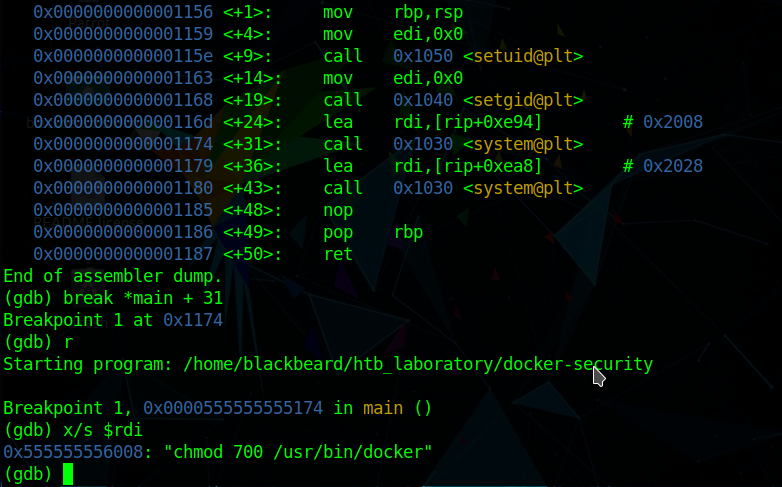 0x0000000000001156 <+1>: mov rbp,rsp
0x0000000000001159 <+4>: mov edi,0x0
0x000000000000115e <+9>: call 0x1050 <setuid@plt>
0x0000000000001163 <+14>: mov edi,0x0
0x0000000000001168 <+19>: call 0x1040 <setgid@plt>
0x000000000000116d <+24>: lea rdi,[rip+0xe94] # 0x2008
0x0000000000001174 <+31>: call 0x1030 <system@plt>
0x0000000000001179 <+36>: lea rdi,[rip+0xea8] # 0x2028
0x0000000000001180 <+43>: call 0x1030 <system@plt>
0x0000000000001185 <+48>: nop
0x0000000000001186 <+49>: pop rbp
0x0000000000001187 <+50>: ret
End of assembler dump.
(gdb) break *main + 31
Breakpoint 1 at 0x1174
(gdb) r
Starting program: /home/blackbeard/htb_laboratory/docker-security
Breakpoint 1, 0x0000555555555174 in main ()
(gdb) x/s $rdi
0x555555556008: "chmod 700 /usr/bin/docker"
(gdb)